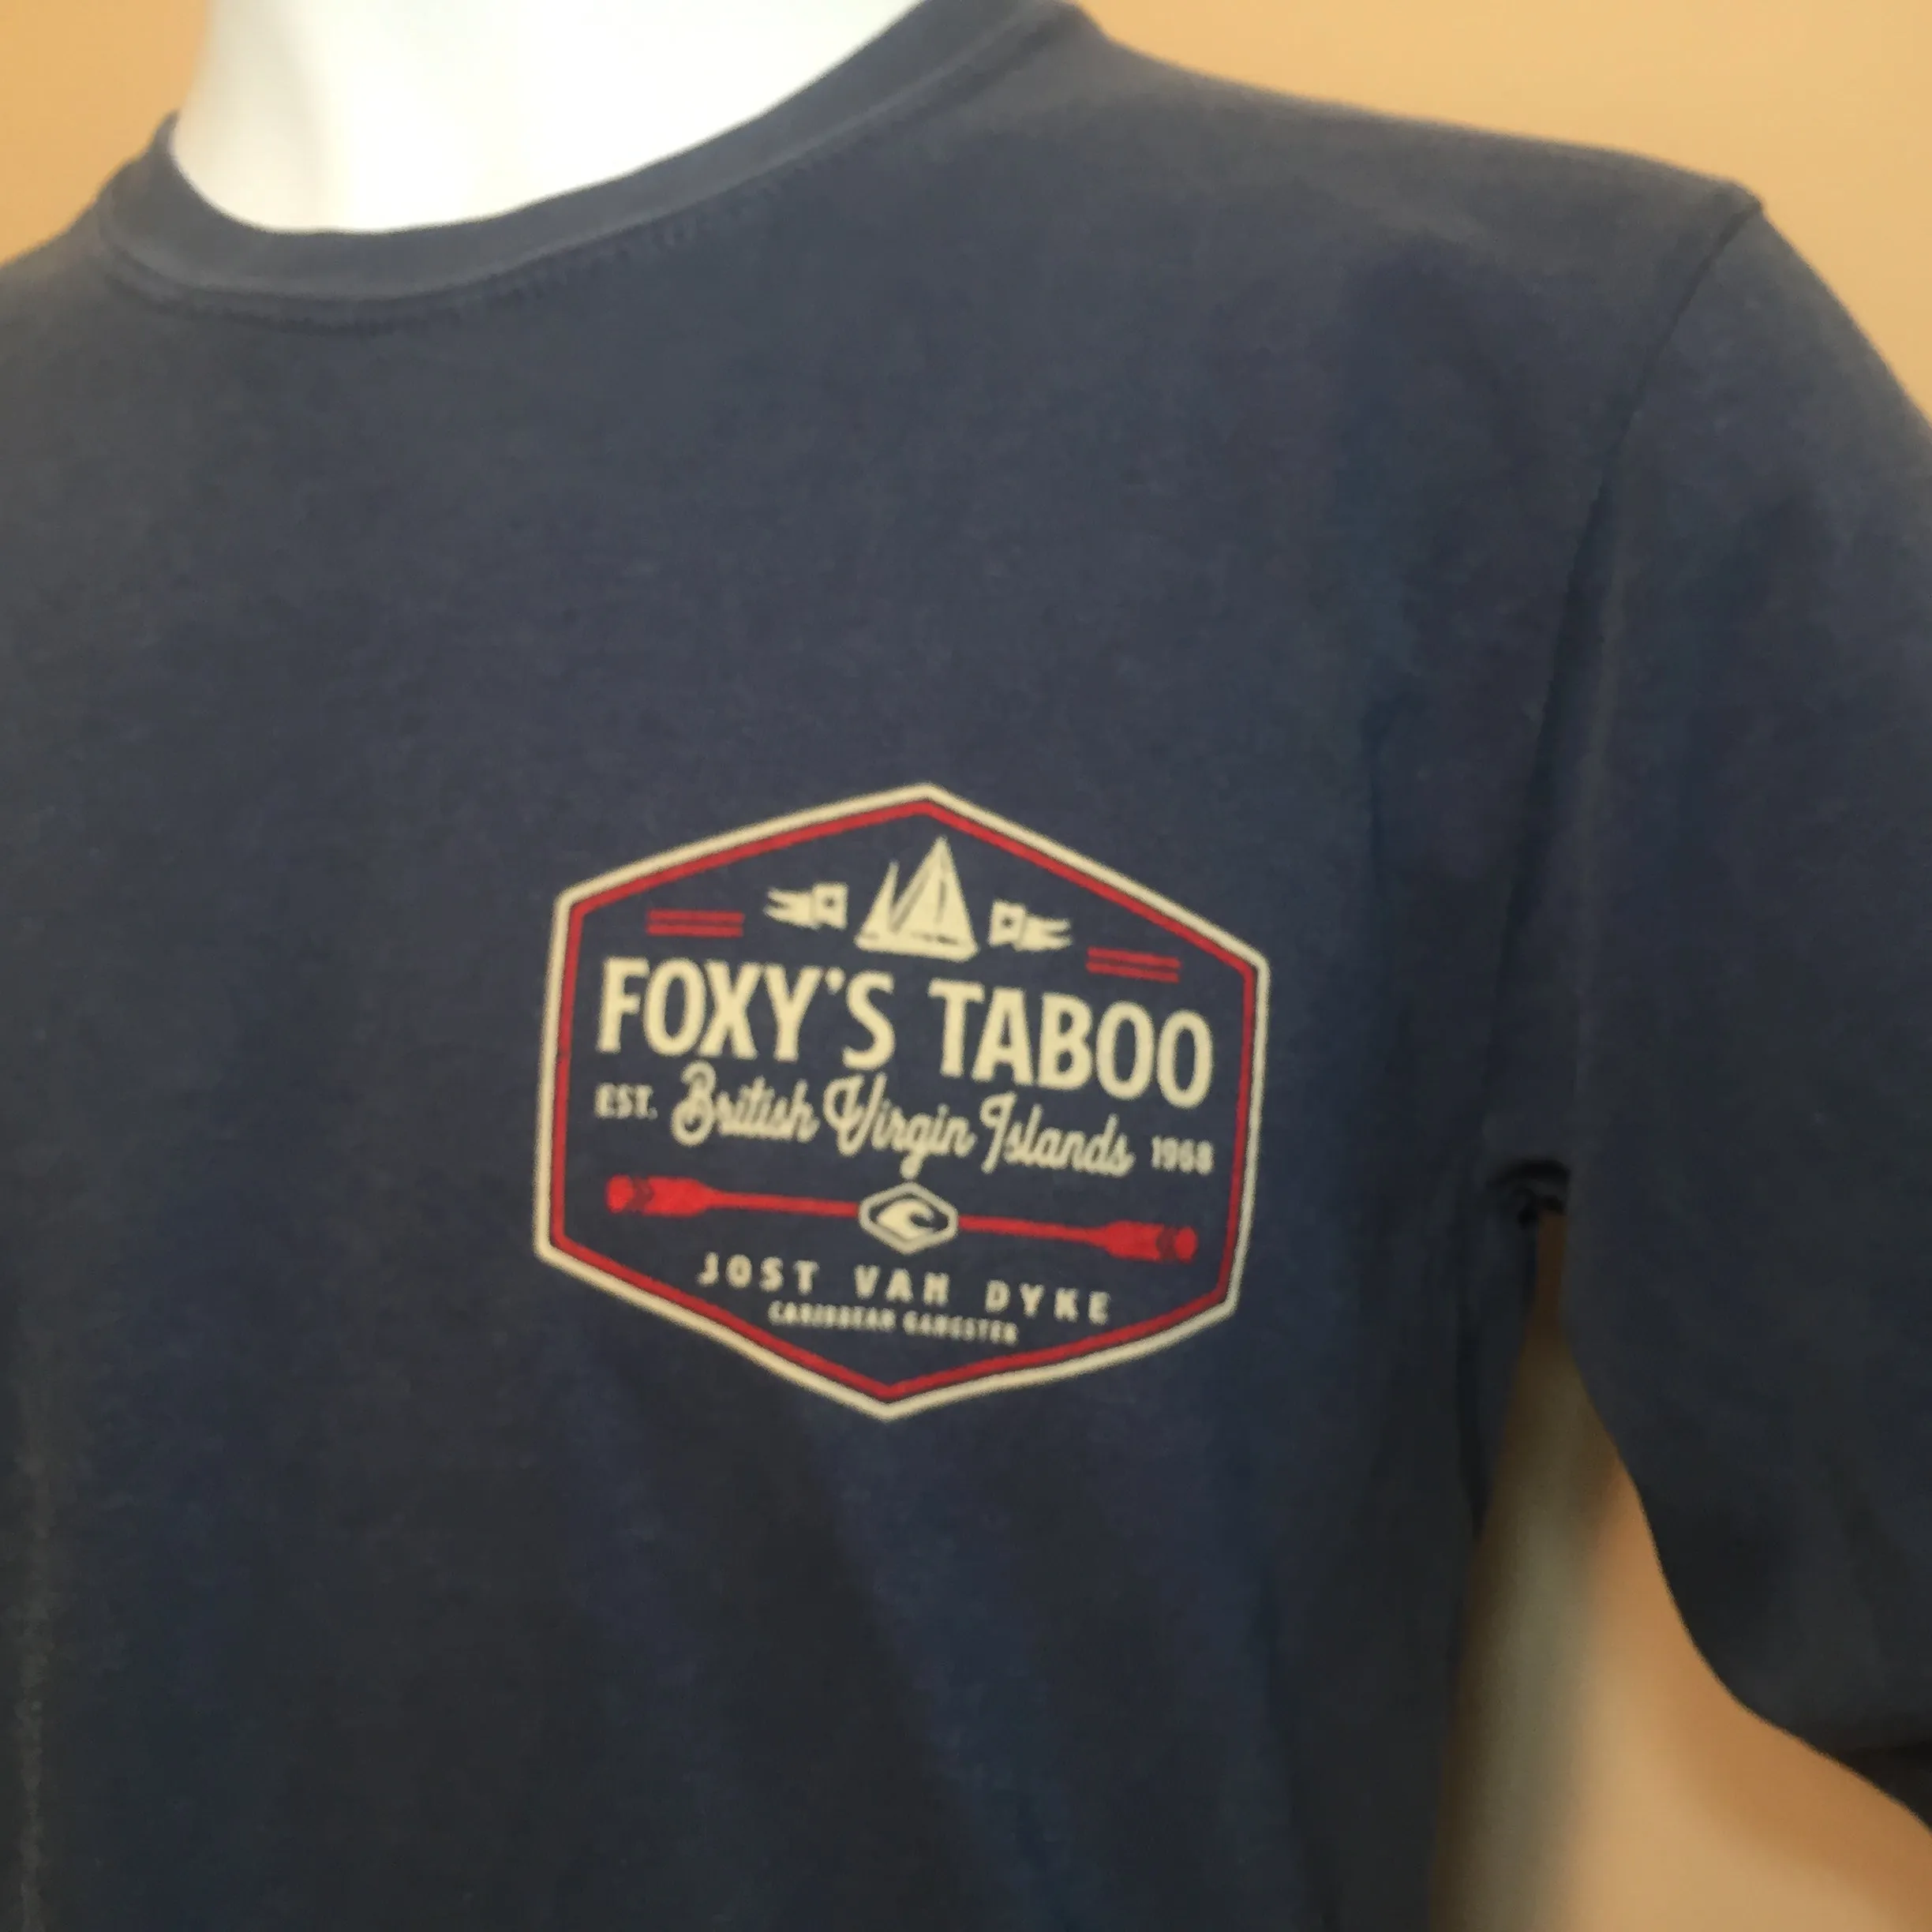 FOXY'S TABOO
EST. British Virgin Islands 1968
JOST VAN DYKE
CARIBBEAN GANGSTER